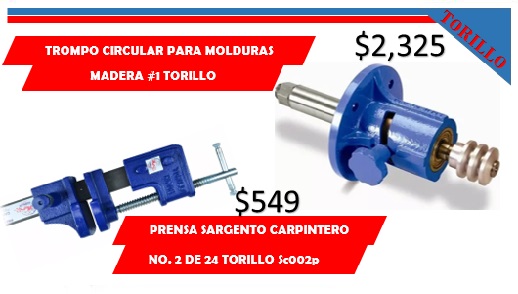 TORILLO
$2,325
TROMPO CIRCULAR PARA MOLDURAS
MADERA #1 TORILLO
$549
PRENSA SARGENTO CARPINTERO
NO. 2 DE 24 TORILLO Sc002p